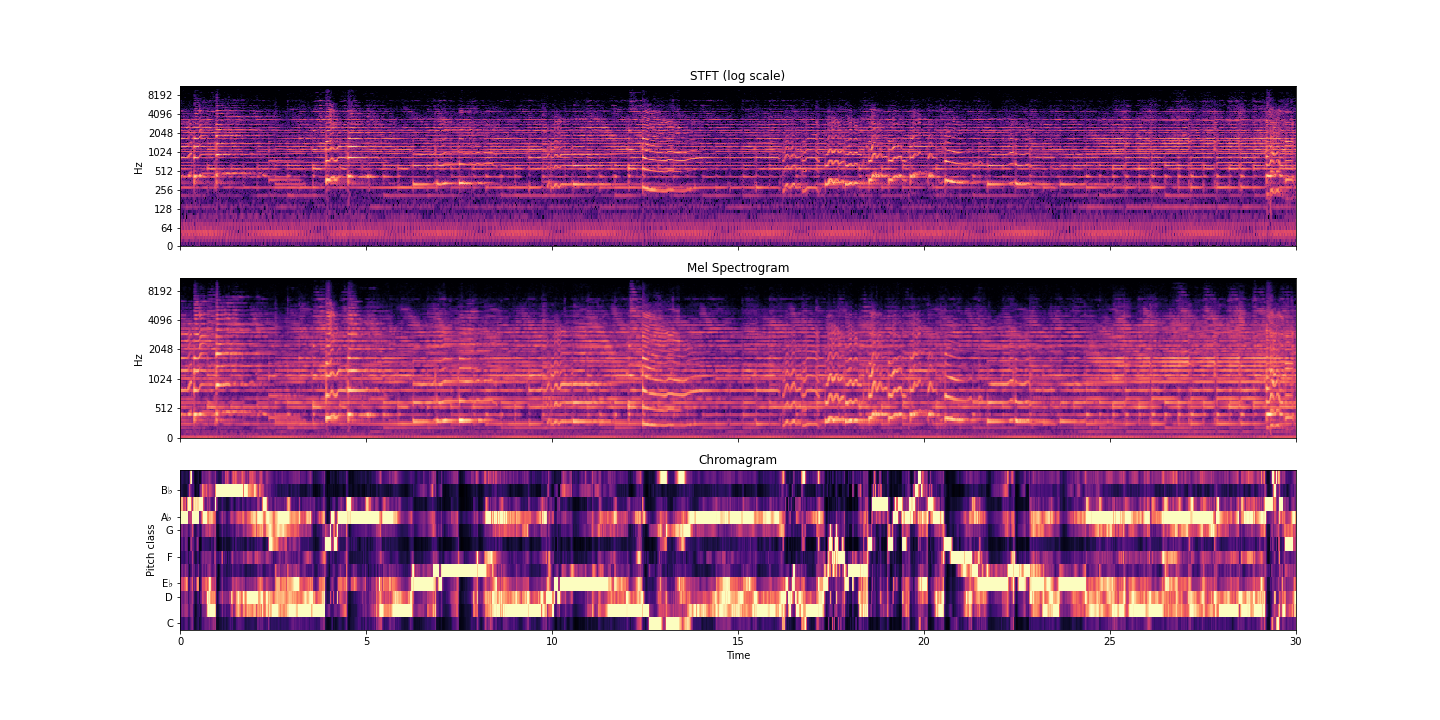 STFT (log scale)
8192
4096
2048
1024
512
256
128
64
0
Hz
Mel Spectrogram
8192
4096
2048
1024
512
0
Hz
Chromagram
B♭
A♭
G
F
E♭
D
C
Pitch class
0 5 10 15 20 25 30
Time